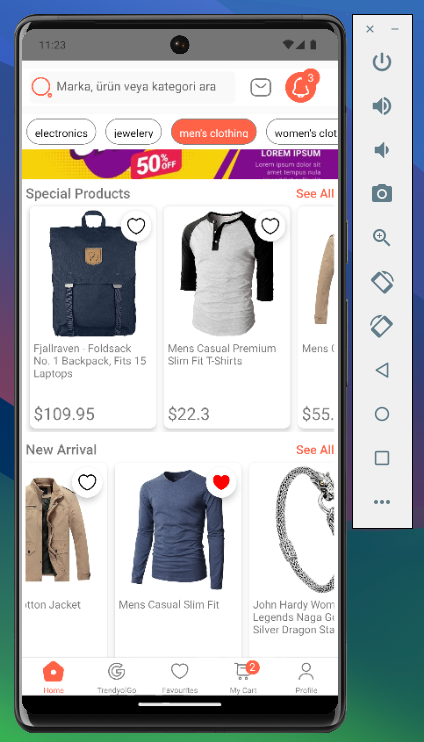 11:23
Marka, ürün veya kategori ara
3
electronics
jewelery
men's clothing
women's clot
50%
OFF
LOREM IPSUM
Lorem ipsum dolor sit
amet tempus nulla
Special Products
See All
Fjallraven - Foldsack
No. 1 Backpack, Fits 15
Laptops
$109.95
Mens Casual Premium
Slim Fit T-Shirts
$22.3
Mens C
$55.
New Arrival
See All
tton Jacket
Mens Casual Slim Fit
John Hardy Wom
Legends Naga Go
Silver Dragon Sta
Home
TrendyolGo
Favourites
2
My Cart
Profile